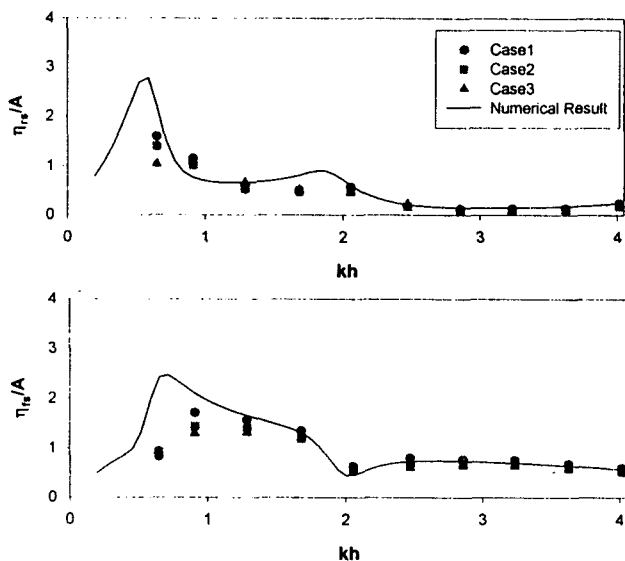 4
3
2
1
0
η_rs/A
Case1
Case2
Case3
Numerical Result
0 1 2 3 4
kh
4
3
2
1
0
η_fs/A
0 1 2 3 4
kh